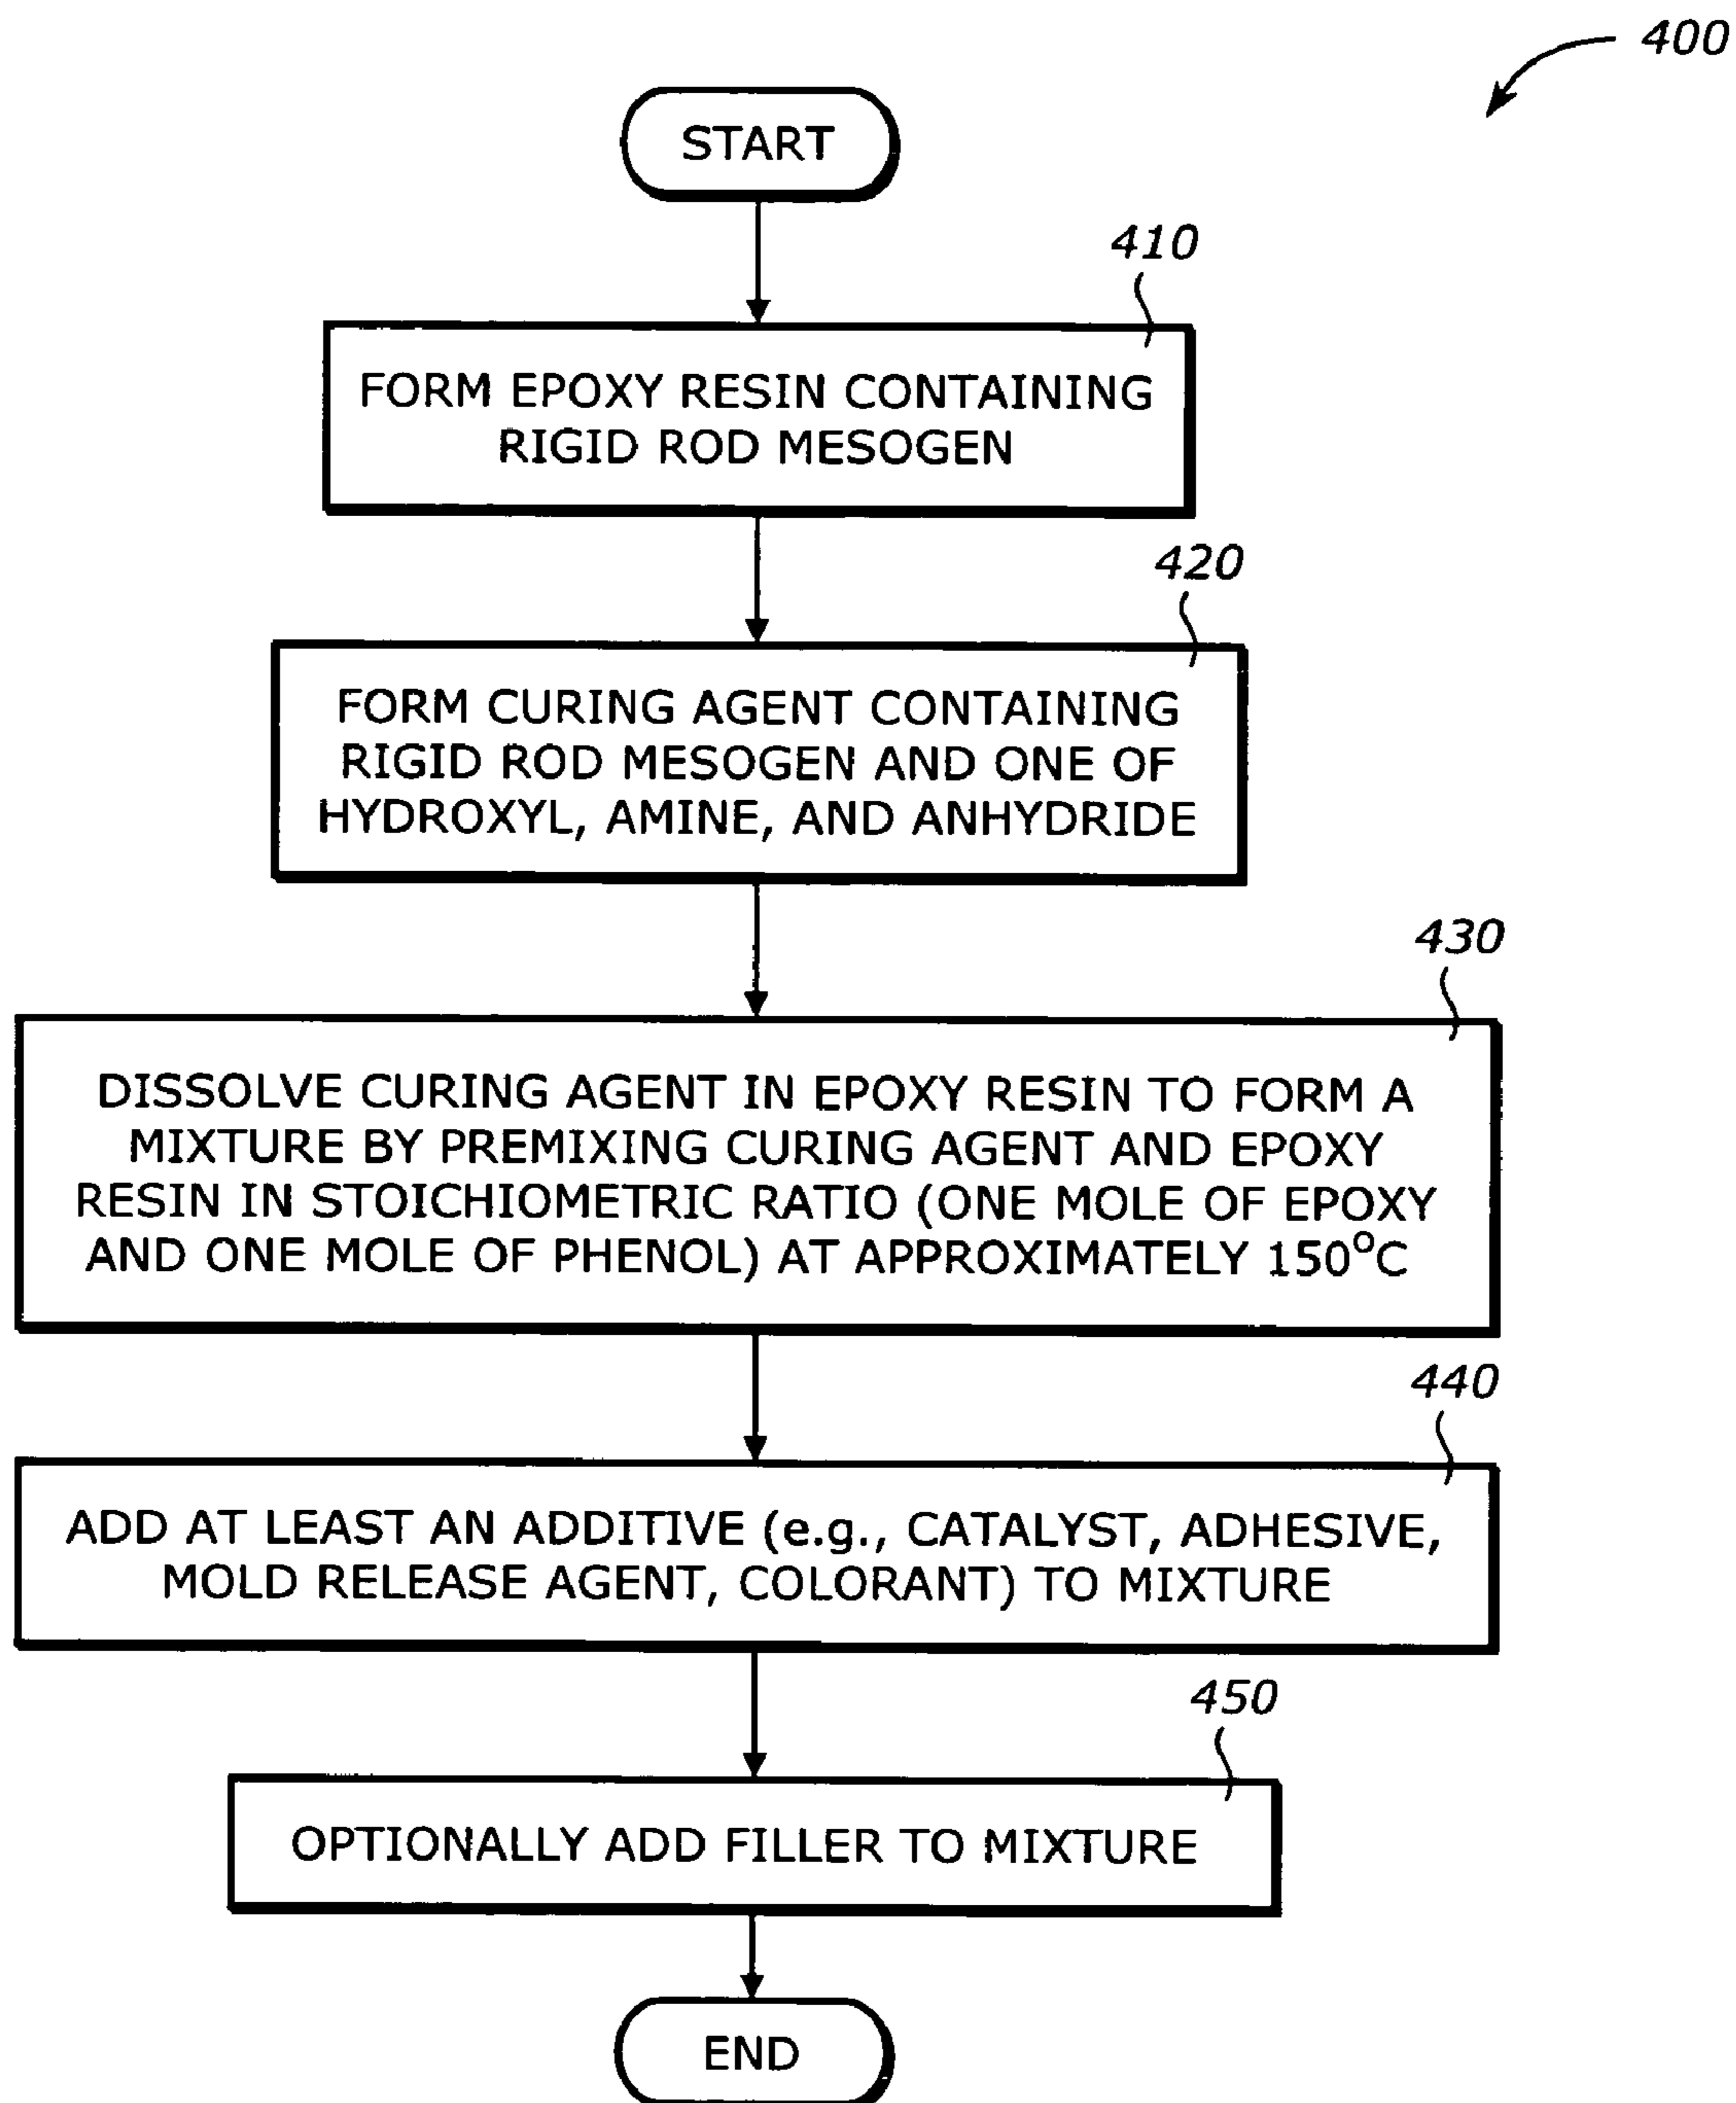 400
START
410
FORM EPOXY RESIN CONTAINING
RIGID ROD MESOGEN
420
FORM CURING AGENT CONTAINING
RIGID ROD MESOGEN AND ONE OF
HYDROXYL, AMINE, AND ANHYDRIDE
430
DISSOLVE CURING AGENT IN EPOXY RESIN TO FORM A
MIXTURE BY PREMIXING CURING AGENT AND EPOXY
RESIN IN STOICHIOMETRIC RATIO (ONE MOLE OF EPOXY
AND ONE MOLE OF PHENOL) AT APPROXIMATELY 150°C
440
ADD AT LEAST AN ADDITIVE (e.g., CATALYST, ADHESIVE,
MOLD RELEASE AGENT, COLORANT) TO MIXTURE
450
OPTIONALLY ADD FILLER TO MIXTURE
END